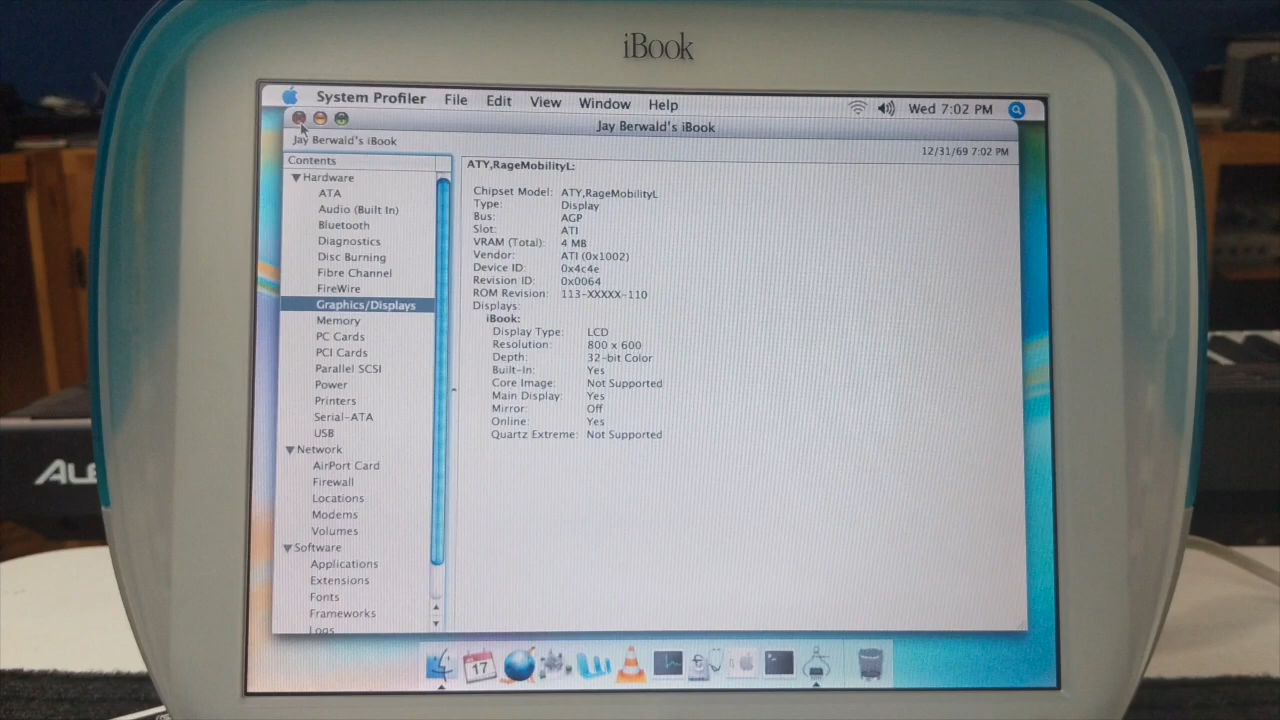 iBook
System Profiler File Edit View Window Help Wed 7:02 PM
Jay Berwald's iBook
Jay Berwald's iBook
12/31/69 7:02 PM
Contents
Hardware
ATA
Audio (Built In)
Bluetooth
Diagnostics
Disc Burning
Fibre Channel
FireWire
Graphics/Displays
Memory
PC Cards
PCI Cards
Parallel SCSI
Power
Printers
Serial-ATA
USB
Network
AirPort Card
Firewall
Locations
Modems
Volumes
Software
Applications
Extensions
Fonts
Frameworks
Logs
ATY,RageMobilityL:
Chipset Model: ATY,RageMobilityL
Type: Display
Bus: AGP
Slot: ATI
VRAM (Total): 4 MB
Vendor: ATI (0x1002)
Device ID: 0x4c4e
Revision ID: 0x0064
ROM Revision: 113-XXXXX-110
Displays:
iBook:
Display Type: LCD
Resolution: 800 x 600
Depth: 32-bit Color
Built-In: Yes
Core Image: Not Supported
Main Display: Yes
Mirror: Off
Online: Yes
Quartz Extreme: Not Supported
17